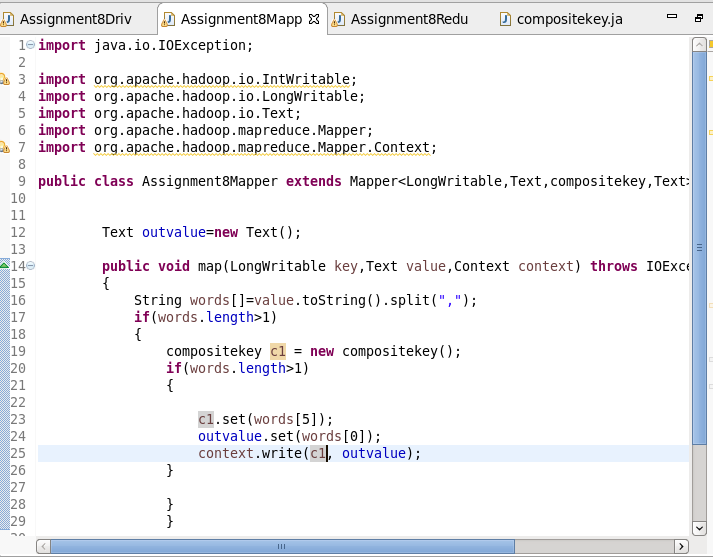 Assignment8Driv Assignment8Mapp Assignment8Redu compositekey.ja
1 import java.io.IOException;
2
3 import org.apache.hadoop.io.IntWritable;
4 import org.apache.hadoop.io.LongWritable;
5 import org.apache.hadoop.io.Text;
6 import org.apache.hadoop.mapreduce.Mapper;
7 import org.apache.hadoop.mapreduce.Mapper.Context;
8
9 public class Assignment8Mapper extends Mapper<LongWritable,Text,compositekey,Text>
10
11
12 Text outvalue=new Text();
13
14 public void map(LongWritable key,Text value,Context context) throws IOExce
15 {
16 String words[]=value.toString().split(",");
17 if(words.length>1)
18 {
19 compositekey c1 = new compositekey();
20 if(words.length>1)
21 {
22
23 c1.set(words[5]);
24 outvalue.set(words[0]);
25 context.write(c1, outvalue);
26 }
27
28 }
29 }